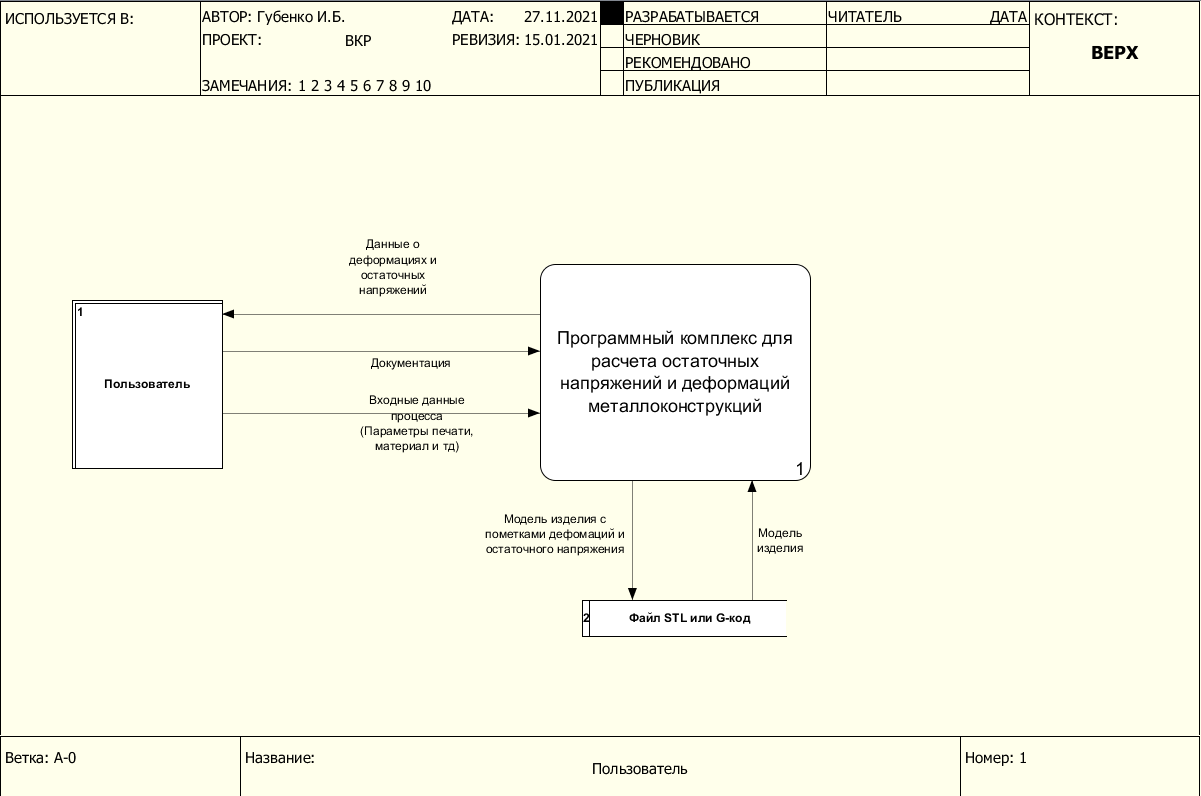 ИСПОЛЬЗУЕТСЯ В:
АВТОР: Губенко И.Б.
ДАТА: 27.11.2021
ПРОЕКТ: ВКР
РЕВИЗИЯ: 15.01.2021
ЗАМЕЧАНИЯ: 1 2 3 4 5 6 7 8 9 10
РАЗРАБАТЫВАЕТСЯ
ЧЕРНОВИК
РЕКОМЕНДОВАНО
ПУБЛИКАЦИЯ
ЧИТАТЕЛЬ
ДАТА
КОНТЕКСТ:
ВЕРХ
Данные о
деформациях и
остаточных
напряжений
1
Пользователь
Документация
Входные данные
процесса
(Параметры печати,
материал и тд)
Программный комплекс для
расчета остаточных
напряжений и деформаций
металлоконструкций
1
Модель изделия с
пометками дефомаций и
остаточного напряжения
Модель
изделия
2
Файл STL или G-код
Ветка: A-0
Название:
Пользователь
Номер: 1